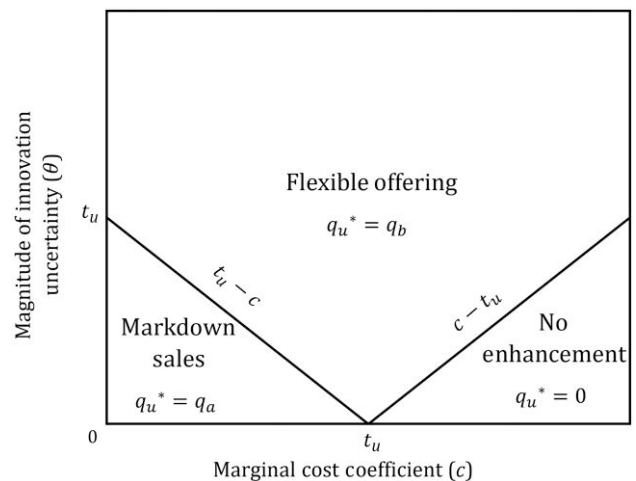 Magnitude of innovation
uncertainty (θ)
Flexible offering
q_u* = q_b
t_u
t_u − c
c − t_u
Markdown
sales
q_u* = q_a
No
enhancement
q_u* = 0
0
t_u
Marginal cost coefficient (c)